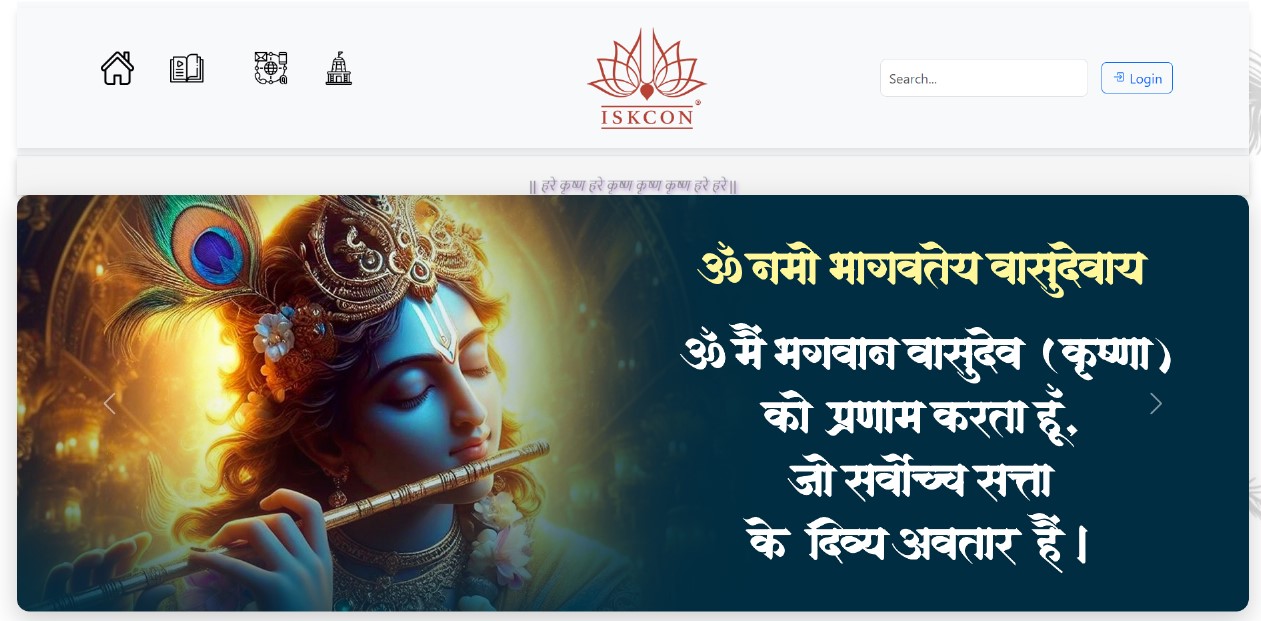 ISKCON
®
Search...
Login
|| हरे कृष्ण हरे कृष्ण कृष्ण कृष्ण हरे हरे||
ॐ नमो भागवतेय वासुदेवाय
ॐ मैं भगवान वासुदेव (कृष्णा)
को प्रणाम करता हूँ.
जो सर्वोच्च सत्ता
के दिव्य अवतार हैं।